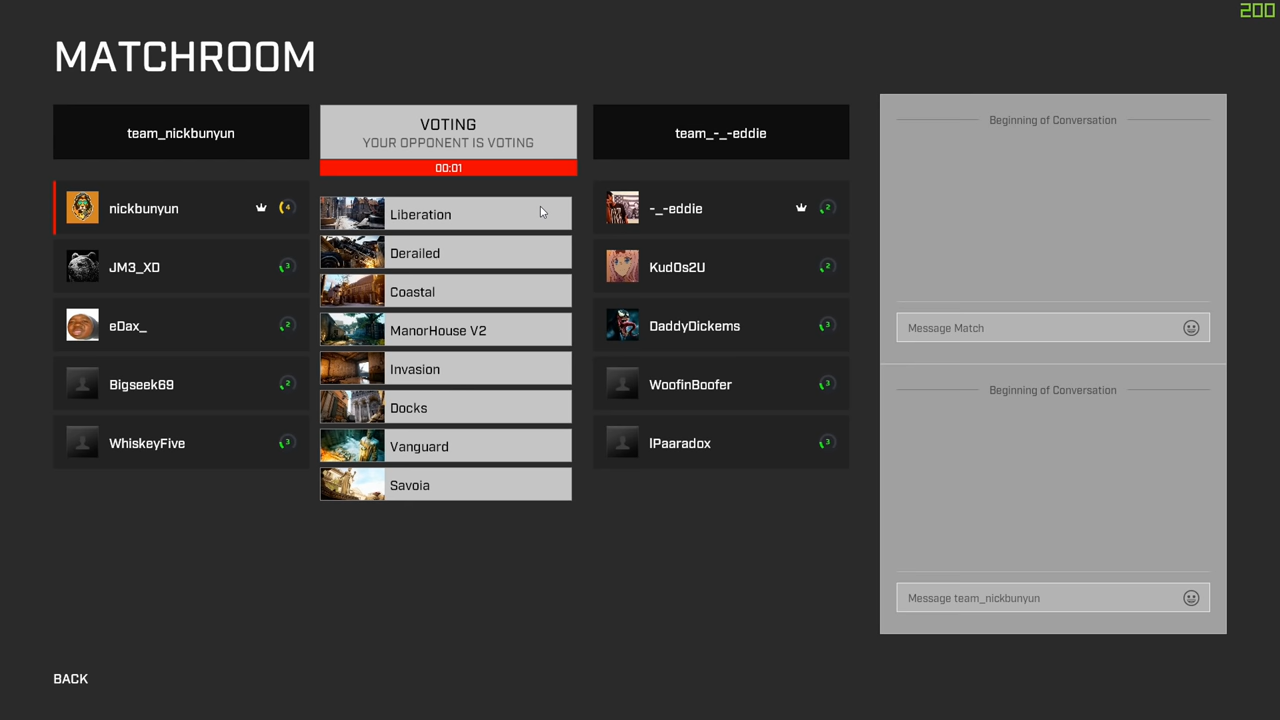 200
MATCHROOM
team_nickbunyun
nickbunyun 4
JM3_XD 3
eDax_ 2
Bigseek69 2
WhiskeyFive 3
VOTING
YOUR OPPONENT IS VOTING
00:01
Liberation
Derailed
Coastal
ManorHouse V2
Invasion
Docks
Vanguard
Savoia
team_-_-eddie
-_-eddie 2
KudOs2U 2
DaddyDickems 3
WoofinBoofer 3
lPaaradox 3
Beginning of Conversation
Message Match
Beginning of Conversation
Message team_nickbunyun
BACK